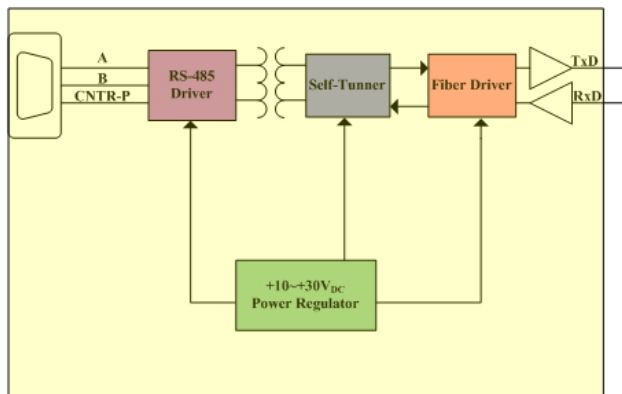 A
B
CNTR-P
RS-485
Driver
Self-Tunner
Fiber Driver
TxD
RxD
+10~+30VDC
Power Regulator